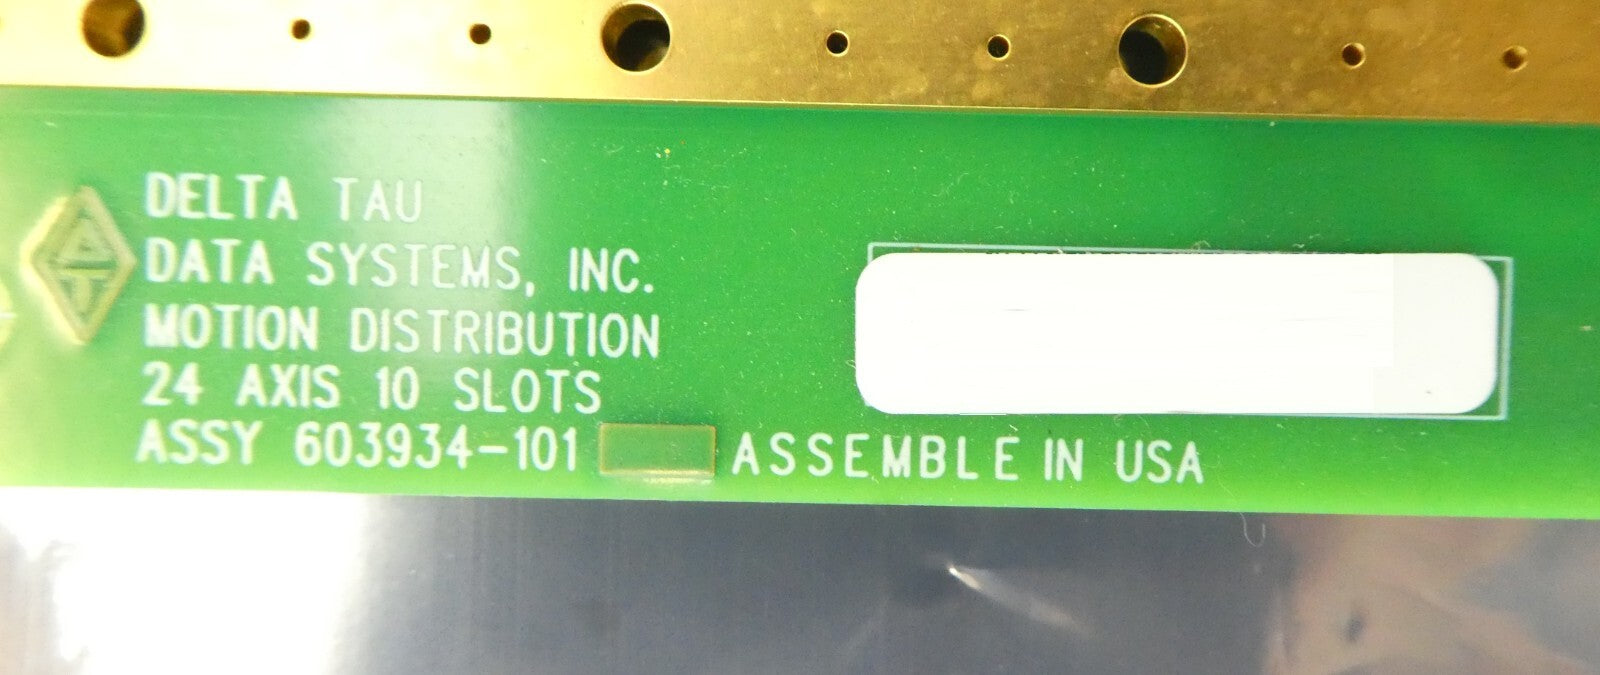 DELTA TAU
DATA SYSTEMS, INC.
MOTION DISTRIBUTION
24 AXIS 10 SLOTS
ASSY 603934-101 ASSEMBLE IN USA